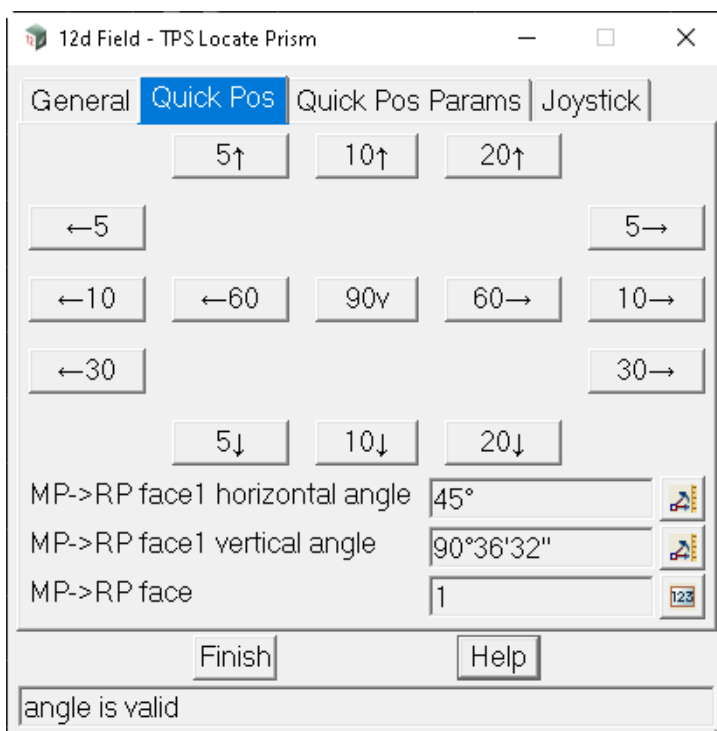 12d Field - TPS Locate Prism
General Quick Pos Quick Pos Params Joystick
5↑ 10↑ 20↑
←5 5→
←10 ←60 90v 60→ 10→
←30 30→
5↓ 10↓ 20↓
MP->RP face1 horizontal angle 45°
MP->RP face1 vertical angle 90°36'32"
MP->RP face 1
123
Finish Help
angle is valid